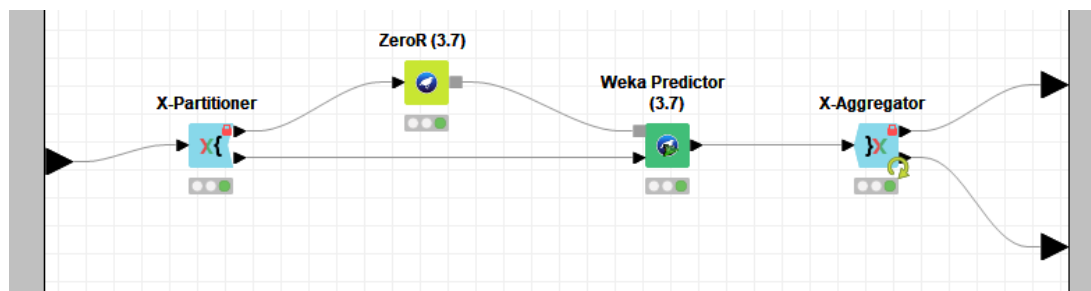 ZeroR (3.7)
Weka Predictor
(3.7)
X-Partitioner
X-Aggregator
X{
}X